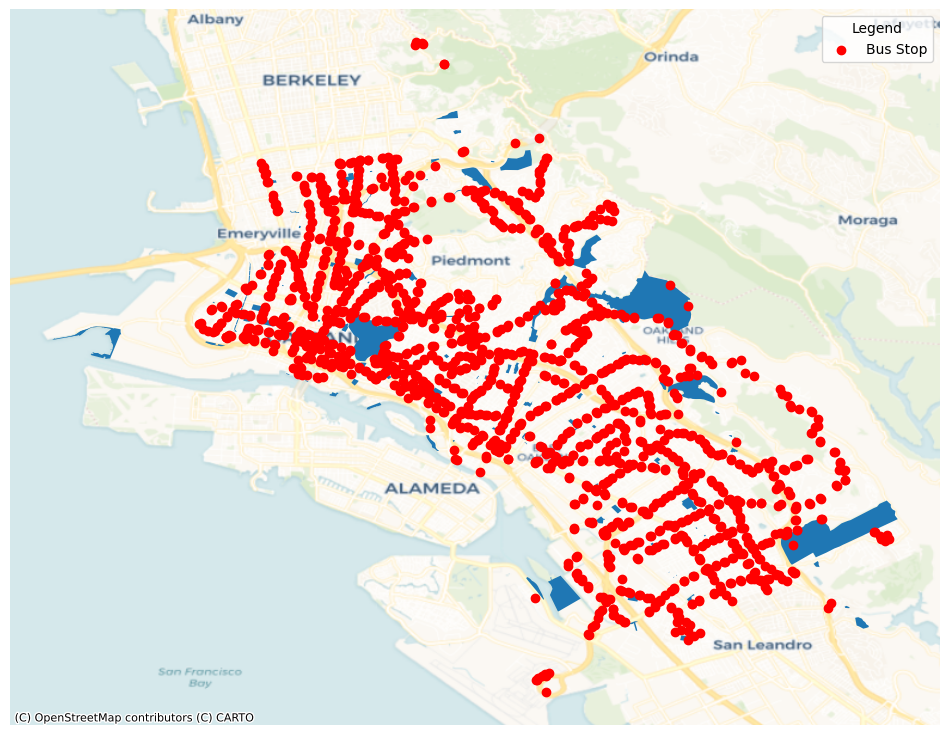 Albany
Legend
Bus Stop
Orinda
BERKELEY
Moraga
Emeryville
Piedmont
OAKLAND
HILLS
ALAMEDA
San Leandro
San Francisco
Bay
(C) OpenStreetMap contributors (C) CARTO